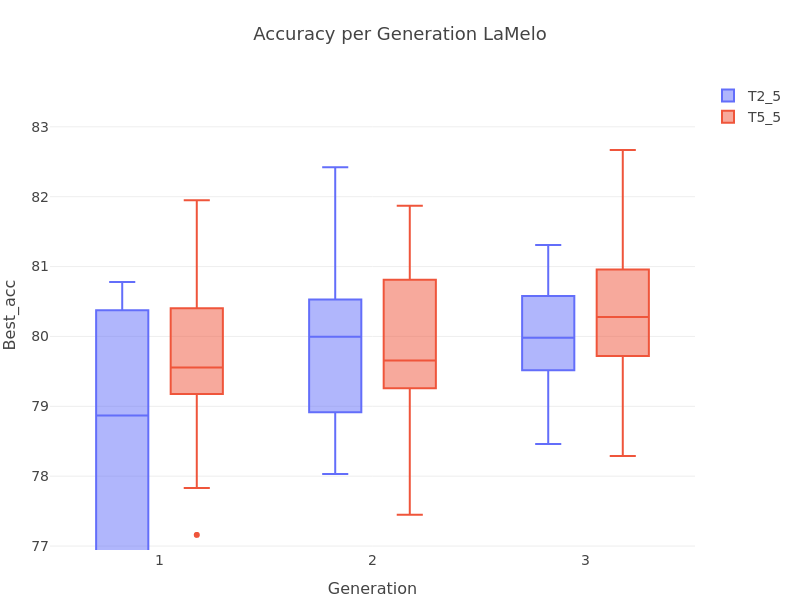 Accuracy per Generation LaMelo
T2_5
T5_5
83
82
81
80
79
78
77
Best_acc
1
2
3
Generation